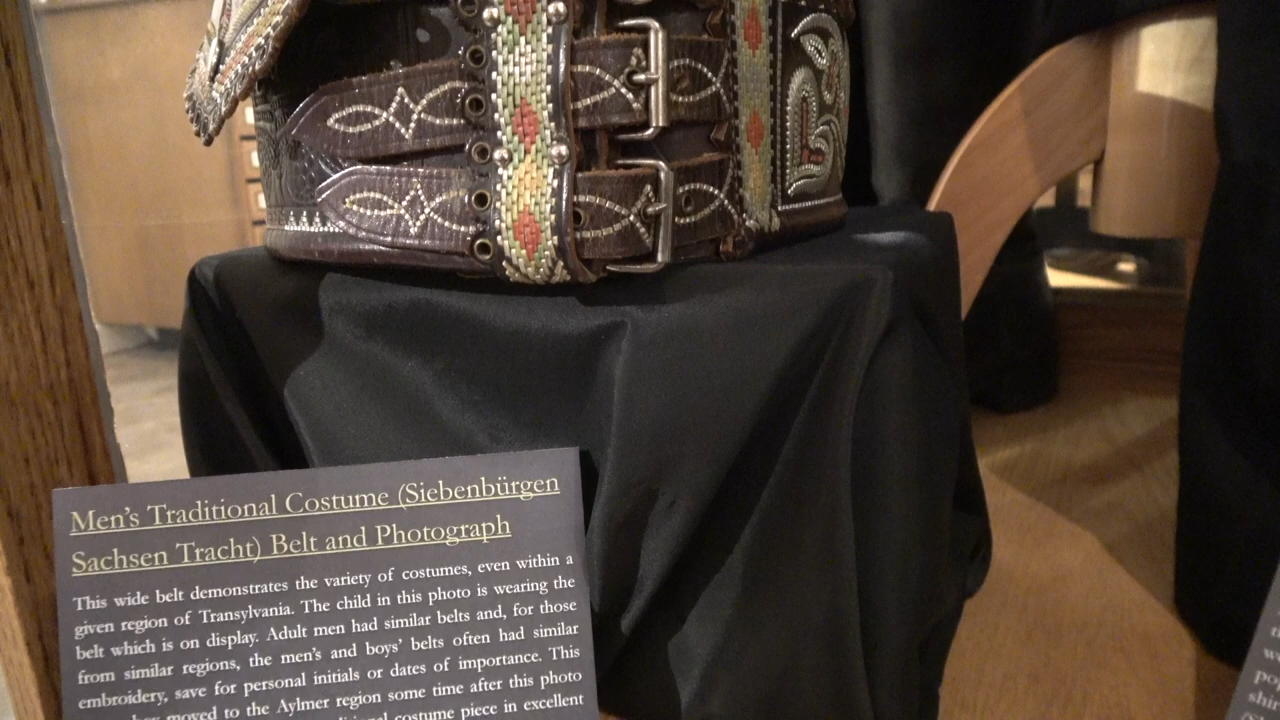 Men's Traditional Costume (Siebenbürgen
Sachsen Tracht) Belt and Photograph
This wide belt demonstrates the variety of costumes, even within a
given region of Transylvania. The child in this photo is wearing the
belt which is on display. Adult men had similar belts and, for those
from similar regions, the men's and boys' belts often had similar
embroidery, save for personal initials or dates of importance. This
moved to the Aylmer region some time after this photo
costume piece in excellent